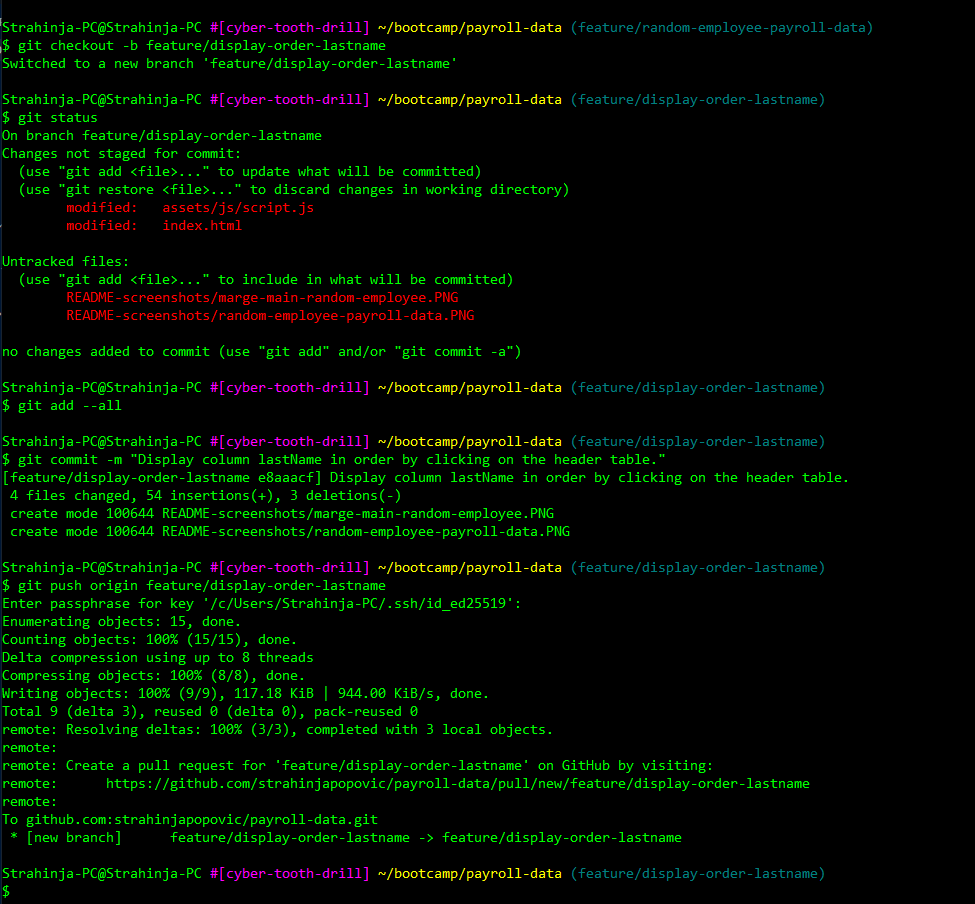 Strahinja-PC@Strahinja-PC #[cyber-tooth-drill] ~/bootcamp/payroll-data (feature/random-employee-payroll-data)
$ git checkout -b feature/display-order-lastname
Switched to a new branch 'feature/display-order-lastname'

Strahinja-PC@Strahinja-PC #[cyber-tooth-drill] ~/bootcamp/payroll-data (feature/display-order-lastname)
$ git status
On branch feature/display-order-lastname
Changes not staged for commit:
  (use "git add <file>..." to update what will be committed)
  (use "git restore <file>..." to discard changes in working directory)
        modified:   assets/js/script.js
        modified:   index.html

Untracked files:
  (use "git add <file>..." to include in what will be committed)
        README-screenshots/marge-main-random-employee.PNG
        README-screenshots/random-employee-payroll-data.PNG

no changes added to commit (use "git add" and/or "git commit -a")

Strahinja-PC@Strahinja-PC #[cyber-tooth-drill] ~/bootcamp/payroll-data (feature/display-order-lastname)
$ git add --all

Strahinja-PC@Strahinja-PC #[cyber-tooth-drill] ~/bootcamp/payroll-data (feature/display-order-lastname)
$ git commit -m "Display column lastName in order by clicking on the header table."
[feature/display-order-lastname e8aaacf] Display column lastName in order by clicking on the header table.
 4 files changed, 54 insertions(+), 3 deletions(-)
 create mode 100644 README-screenshots/marge-main-random-employee.PNG
 create mode 100644 README-screenshots/random-employee-payroll-data.PNG

Strahinja-PC@Strahinja-PC #[cyber-tooth-drill] ~/bootcamp/payroll-data (feature/display-order-lastname)
$ git push origin feature/display-order-lastname
Enter passphrase for key '/c/Users/Strahinja-PC/.ssh/id_ed25519':
Enumerating objects: 15, done.
Counting objects: 100% (15/15), done.
Delta compression using up to 8 threads
Compressing objects: 100% (8/8), done.
Writing objects: 100% (9/9), 117.18 KiB | 944.00 KiB/s, done.
Total 9 (delta 3), reused 0 (delta 0), pack-reused 0
remote: Resolving deltas: 100% (3/3), completed with 3 local objects.
remote:
remote: Create a pull request for 'feature/display-order-lastname' on GitHub by visiting:
remote:      https://github.com/strahinjapopovic/payroll-data/pull/new/feature/display-order-lastname
remote:
To github.com:strahinjapopovic/payroll-data.git
 * [new branch]      feature/display-order-lastname -> feature/display-order-lastname

Strahinja-PC@Strahinja-PC #[cyber-tooth-drill] ~/bootcamp/payroll-data (feature/display-order-lastname)
$